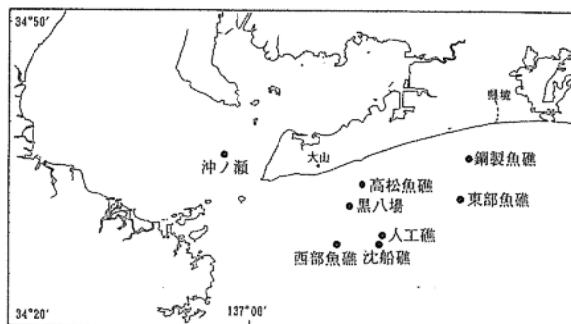 34°50'
県境
大山
沖ノ瀬
鋼製魚礁
高松魚礁
黒八場
東部魚礁
人工礁
西部魚礁
沈船礁
34°20'
137°00'